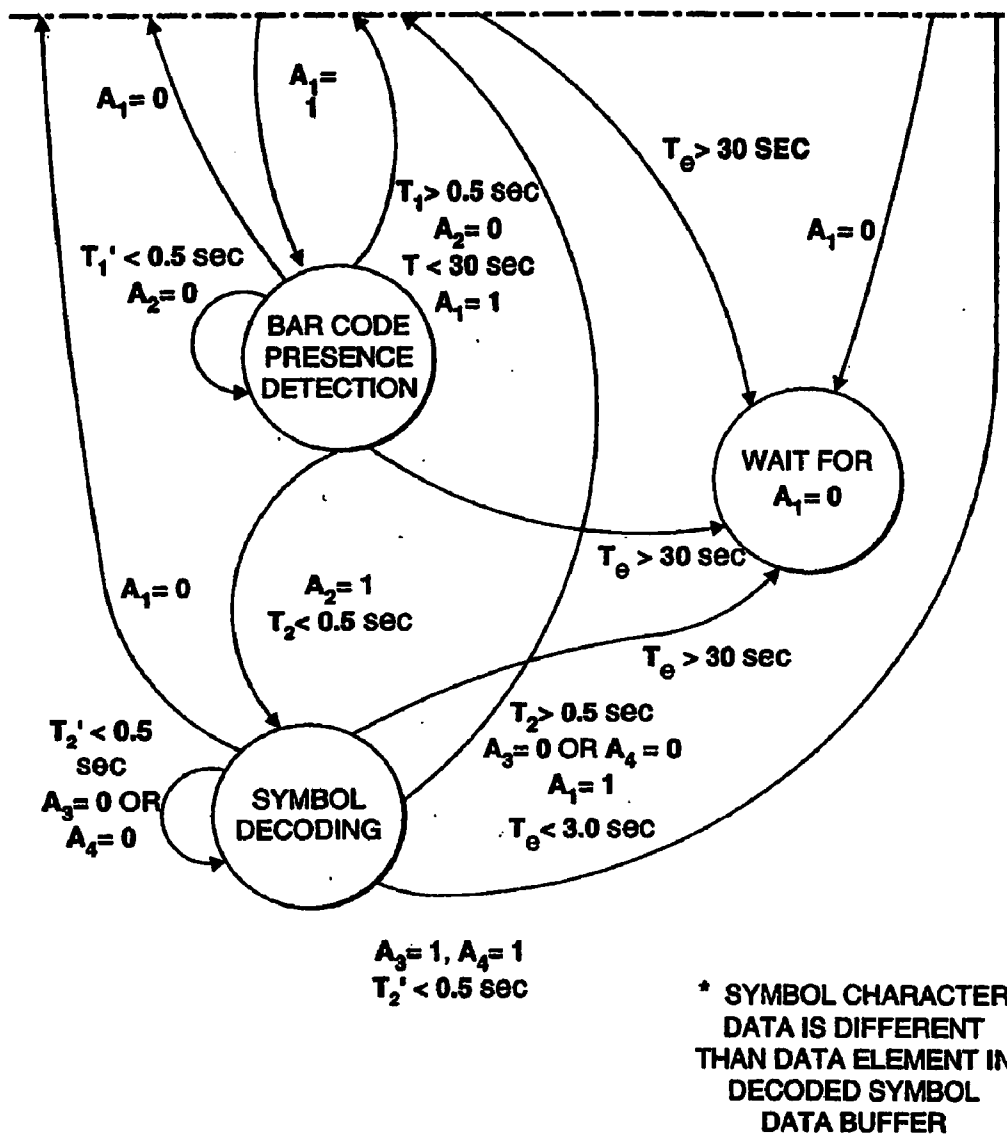 A₁= 0
A₁=
1
Tₑ> 30 SEC
A₁= 0
T₁> 0.5 sec
A₂= 0
T < 30 sec
A₁= 1
T₁' < 0.5 sec
A₂= 0
BAR CODE
PRESENCE
DETECTION
WAIT FOR
A₁= 0
Tₑ > 30 sec
A₁= 0
A₂= 1
T₂< 0.5 sec
Tₑ > 30 sec
T₂' < 0.5
sec
A₃= 0 OR
A₄= 0
SYMBOL
DECODING
T₂> 0.5 sec
A₃= 0 OR A₄ = 0
A₁= 1
Tₑ< 3.0 sec
A₃= 1, A₄= 1
T₂' < 0.5 sec
* SYMBOL CHARACTER
DATA IS DIFFERENT
THAN DATA ELEMENT IN
DECODED SYMBOL
DATA BUFFER